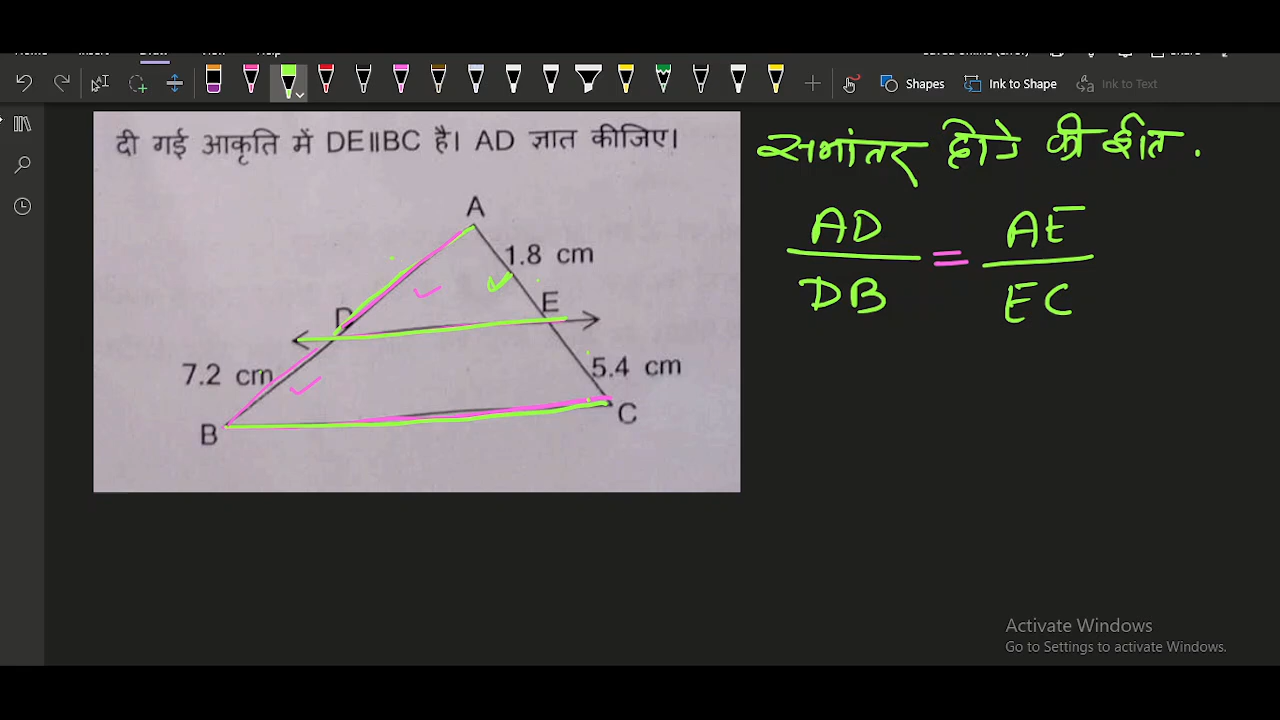 Shapes
Ink to Shape
Ink to Text
दी गई आकृति में DE||BC है। AD ज्ञात कीजिए।
A
1.8 cm
D
E
7.2 cm
5.4 cm
B
C
समांतर होने की शर्त.
AD
DB
=
AE
EC
Activate Windows
Go to Settings to activate Windows.